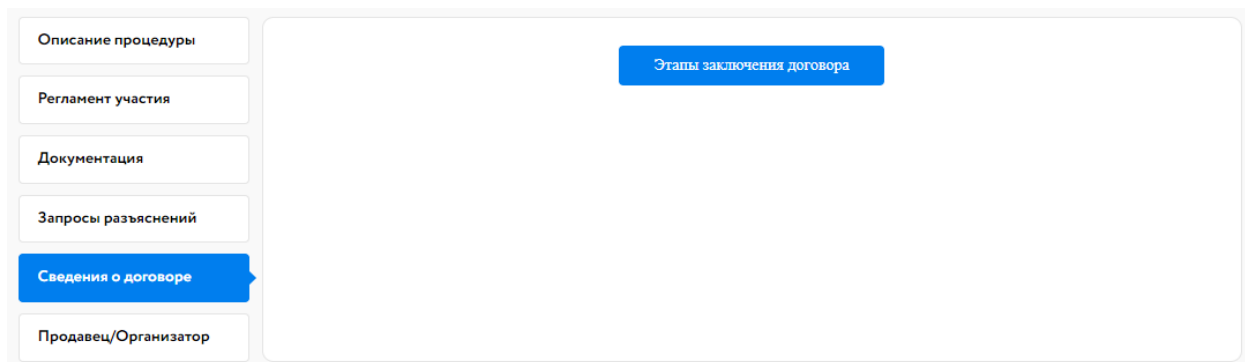 Описание процедуры
Этапы заключения договора
Регламент участия
Документация
Запросы разъяснений
Сведения о договоре
Продавец/Организатор